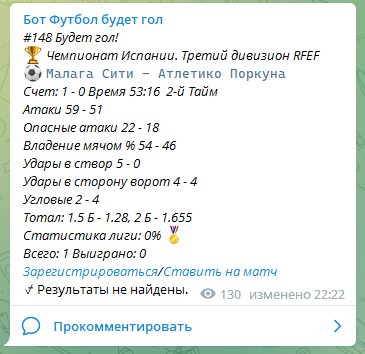 Бот Футбол будет гол
#148 Будет гол!
🏆 Чемпионат Испании. Третий дивизион RFEF
⚽ Малага Сити – Атлетико Поркуна
Счет: 1 - 0 Время 53:16 2-й Тайм
Атаки 59 - 51
Опасные атаки 22 - 18
Владение мячом % 54 - 46
Удары в створ 5 - 0
Удары в сторону ворот 4 - 4
Угловые 2 - 4
Тотал: 1.5 Б - 1.28, 2 Б - 1.655
Статистика лиги: 0% 🏅
Всего: 1 Выиграно: 0
Зарегистрироваться/Ставить на матч
✓ Результаты не найдены. 130 изменено 22:22
Прокомментировать